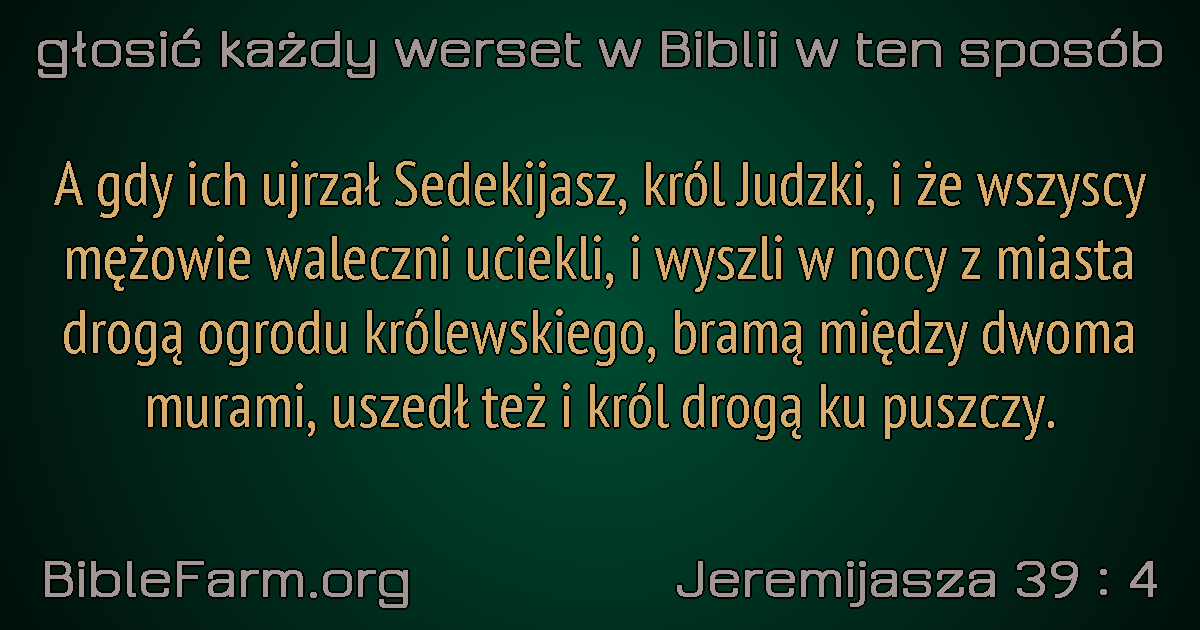 głosić każdy werset w Biblii w ten sposób
A gdy ich ujrzał Sedekijasz, król Judzki, i że wszyscy
mężowie waleczni uciekli, i wyszli w nocy z miasta
drogą ogrodu królewskiego, bramą między dwoma
murami, uszedł też i król drogą ku puszczy.
BibleFarm.org
Jeremijasza 39 : 4